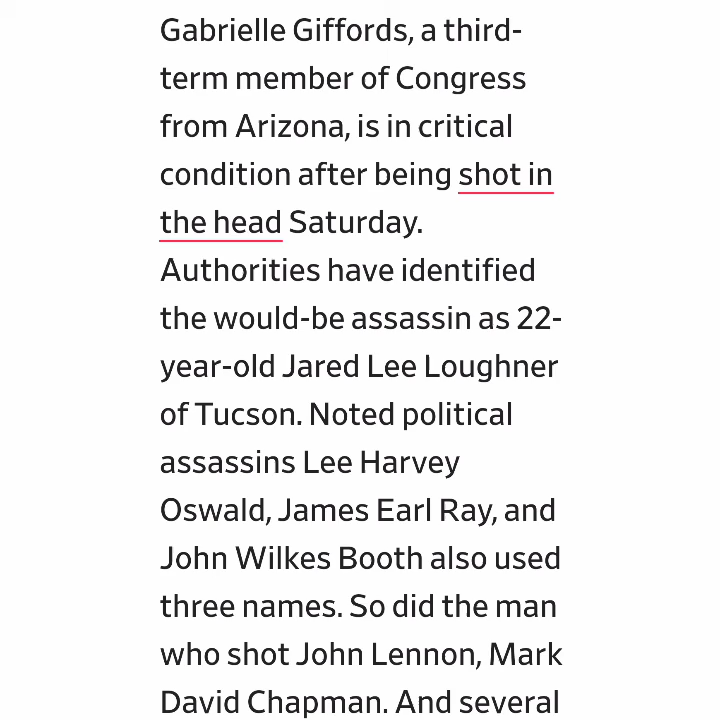 Gabrielle Giffords, a third-
term member of Congress
from Arizona, is in critical
condition after being shot in
the head Saturday.
Authorities have identified
the would-be assassin as 22-
year-old Jared Lee Loughner
of Tucson. Noted political
assassins Lee Harvey
Oswald, James Earl Ray, and
John Wilkes Booth also used
three names. So did the man
who shot John Lennon, Mark
David Chapman. And several